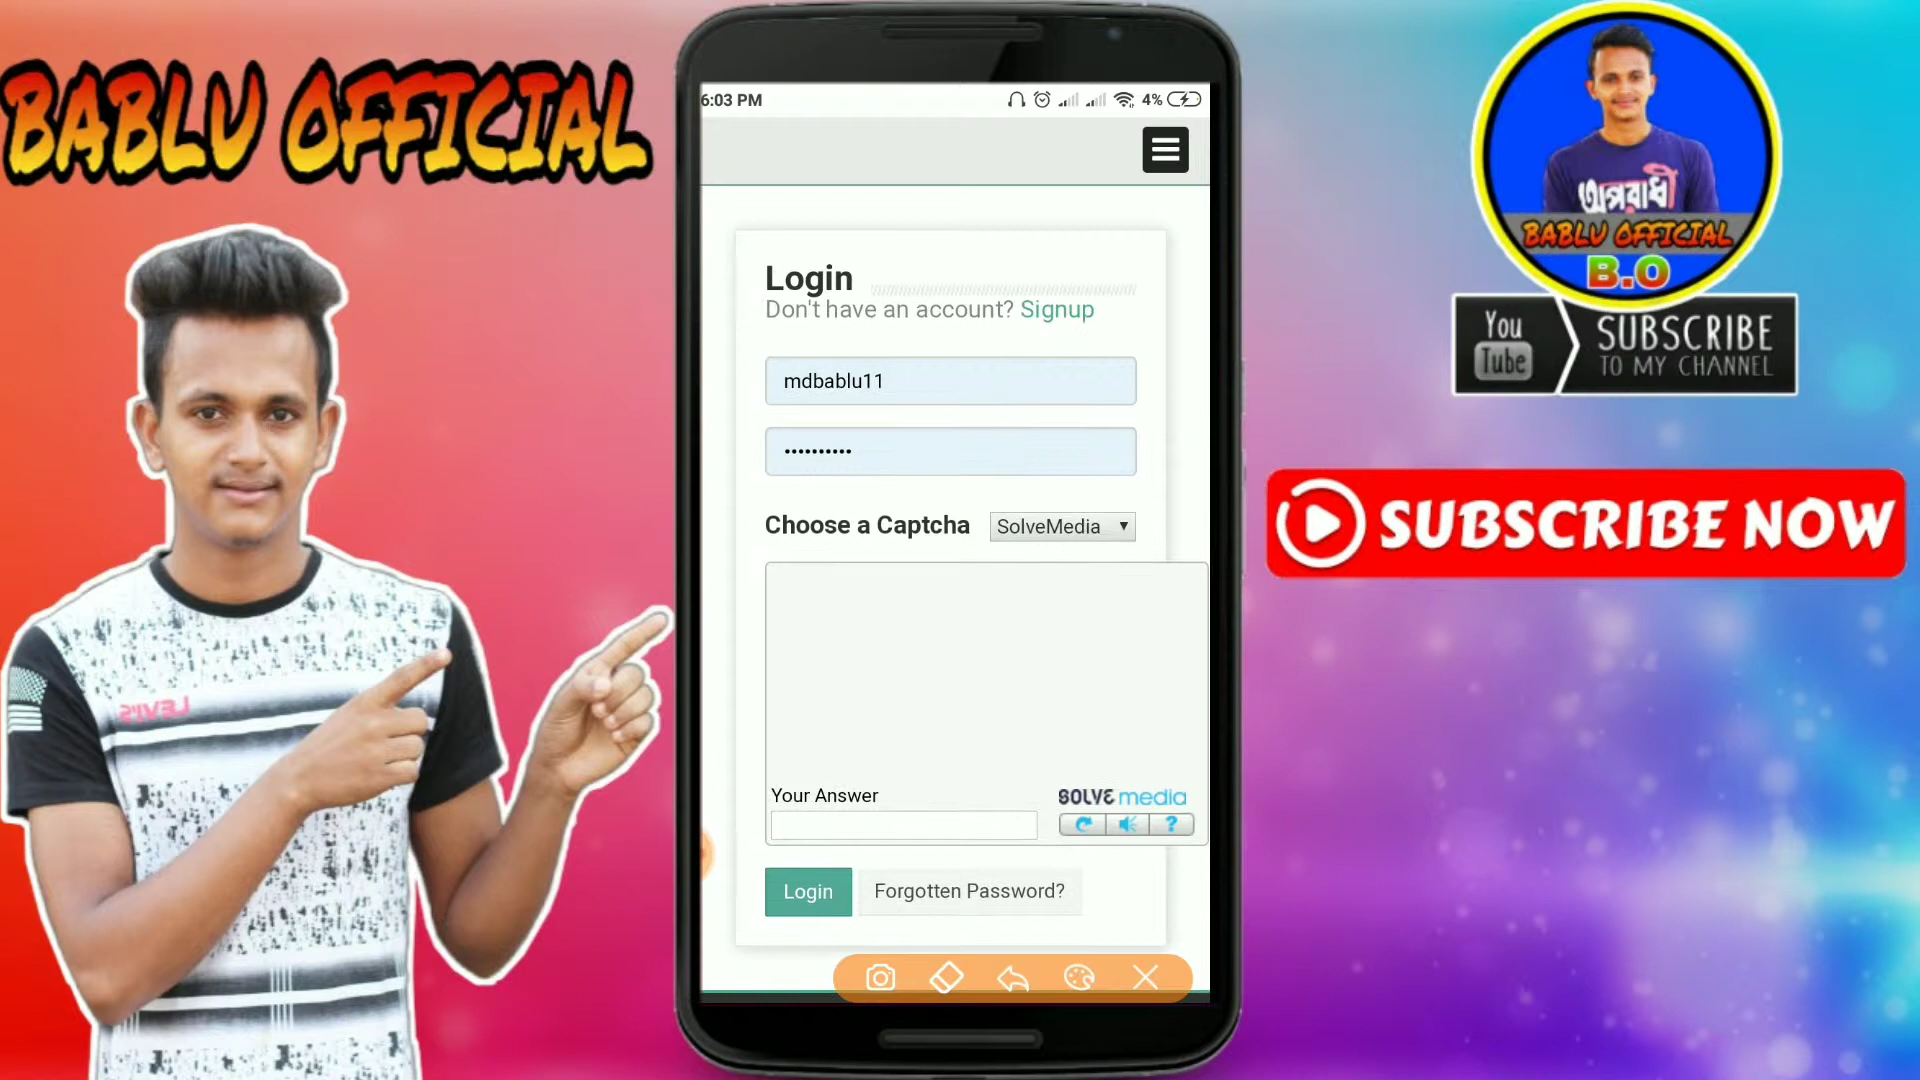 BABLU OFFICIAL
LEVI'S
6:03 PM
4%
Login
Don't have an account? Signup
mdbablu11
••••••••••
Choose a Captcha
SolveMedia
Your Answer
SOLVE media
?
Login
Forgotten Password?
অপরাধী
BABLU OFFICIAL
B.O
You
Tube
SUBSCRIBE
TO MY CHANNEL
SUBSCRIBE NOW